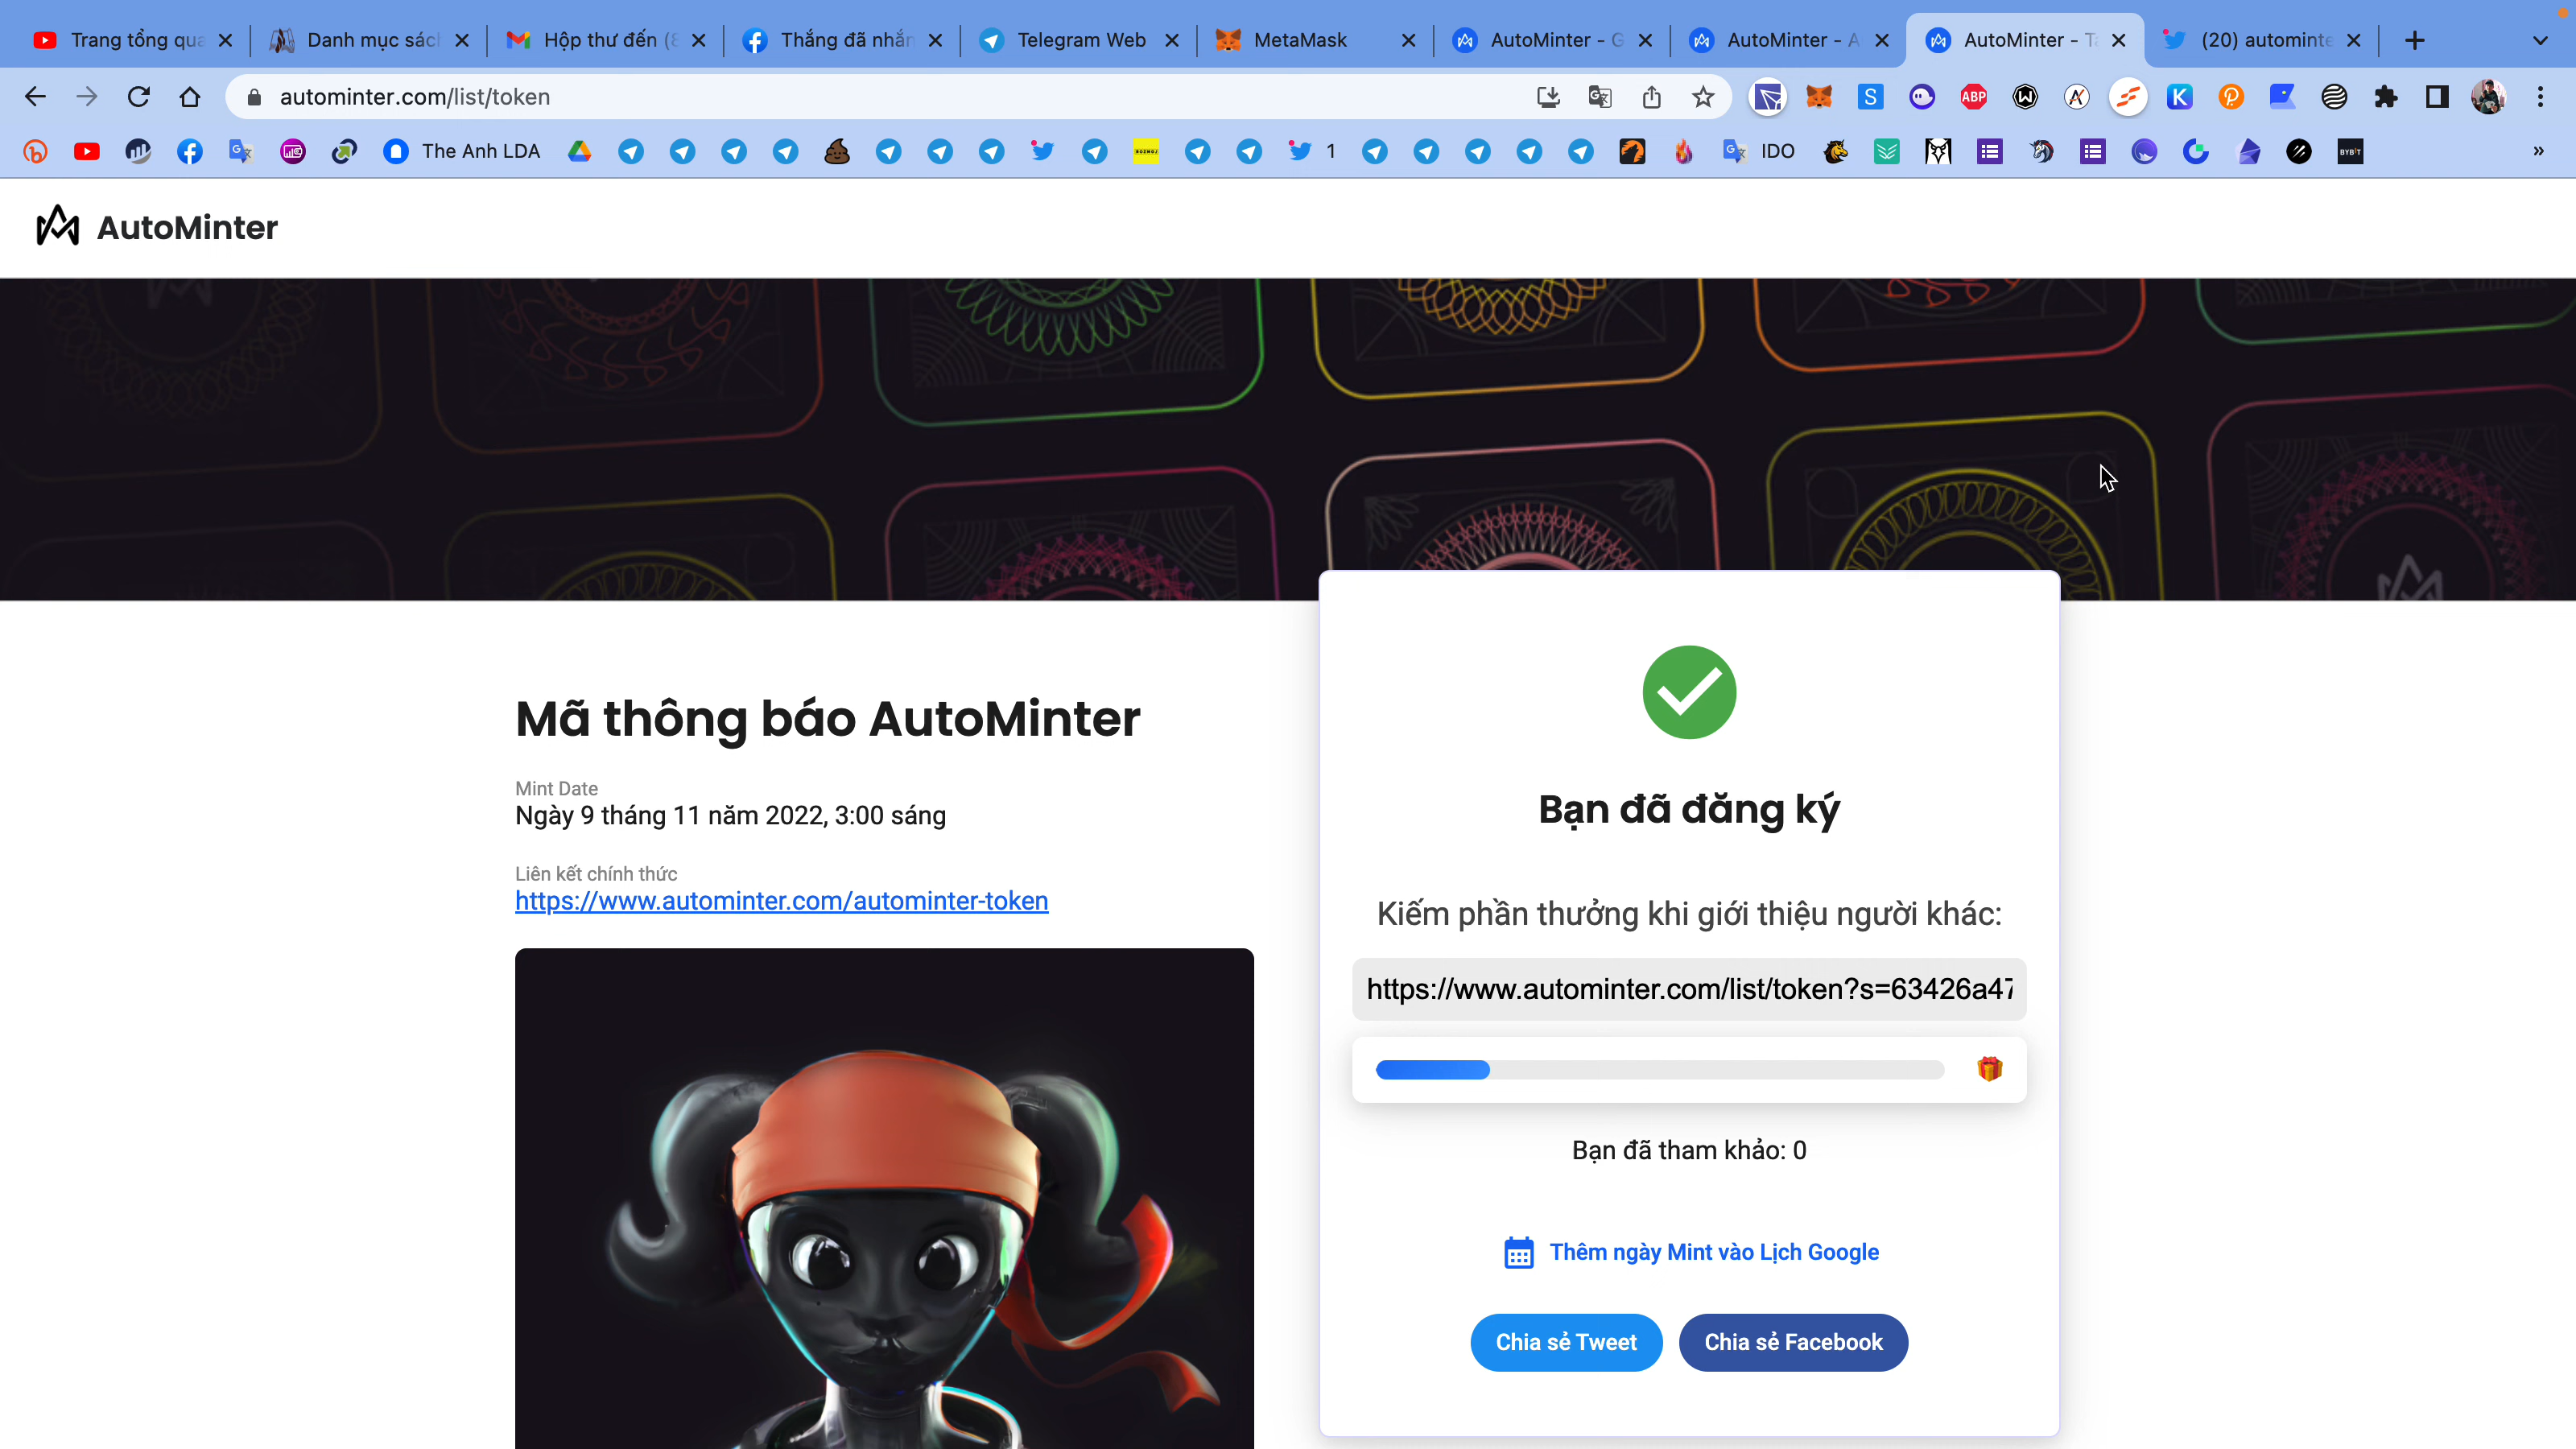 Trang tổng qua
Danh mục sácl
Hộp thư đến (8
Thắng đã nhắn
Telegram Web
MetaMask
AutoMinter - G
AutoMinter - A
AutoMinter - Ta
(20) autominte
autominter.com/list/token
The Anh LDA
1
IDO
AutoMinter
Mã thông báo AutoMinter
Mint Date
Ngày 9 tháng 11 năm 2022, 3:00 sáng
Liên kết chính thức
https://www.autominter.com/autominter-token
Bạn đã đăng ký
Kiếm phần thưởng khi giới thiệu người khác:
https://www.autominter.com/list/token?s=63426a47
Bạn đã tham khảo: 0
Thêm ngày Mint vào Lịch Google
Chia sẻ Tweet
Chia sẻ Facebook